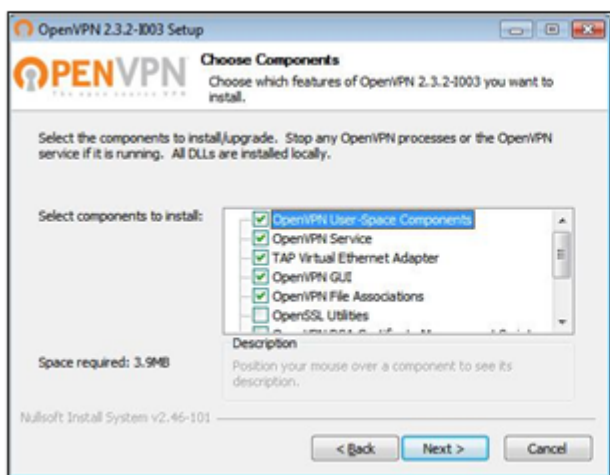 OpenVPN 2.3.2-I003 Setup
OPENVPN
The open source VPN
Choose Components
Choose which features of OpenVPN 2.3.2-I003 you want to
install.
Select the components to install/upgrade. Stop any OpenVPN processes or the OpenVPN
service if it is running. All DLLs are installed locally.
Select components to install:
OpenVPN User-Space Components
OpenVPN Service
TAP Virtual Ethernet Adapter
OpenVPN GUI
OpenVPN File Associations
OpenSSL Utilities
Space required: 3.9MB
Description
Position your mouse over a component to see its
description.
Nullsoft Install System v2.46-101
< Back
Next >
Cancel